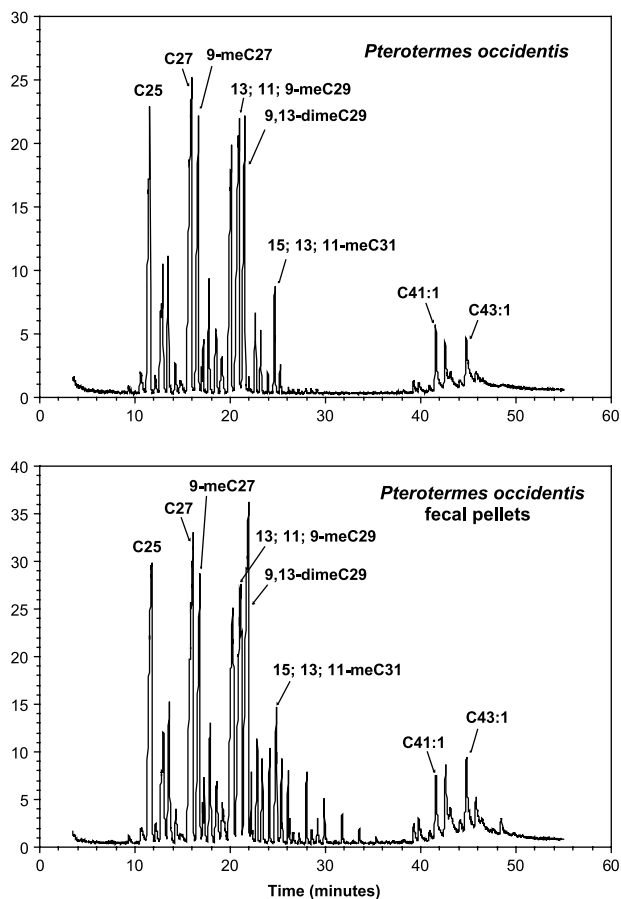 30
25
20
15
10
5
0
0 10 20 30 40 50 60
Pterotermes occidentis
C25
C27
9-meC27
13; 11; 9-meC29
9,13-dimeC29
15; 13; 11-meC31
C41:1
C43:1
40
35
30
25
20
15
10
5
0
0 10 20 30 40 50 60
Pterotermes occidentis
fecal pellets
C25
C27
9-meC27
13; 11; 9-meC29
9,13-dimeC29
15; 13; 11-meC31
C41:1
C43:1
Time (minutes)